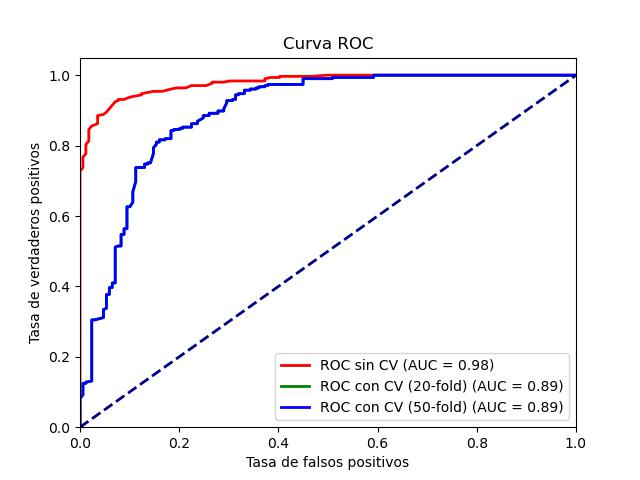 Curva ROC
1.0
0.8
0.6
0.4
0.2
0.0
Tasa de verdaderos positivos
ROC sin CV (AUC = 0.98)
ROC con CV (20-fold) (AUC = 0.89)
ROC con CV (50-fold) (AUC = 0.89)
0.0 0.2 0.4 0.6 0.8 1.0
Tasa de falsos positivos